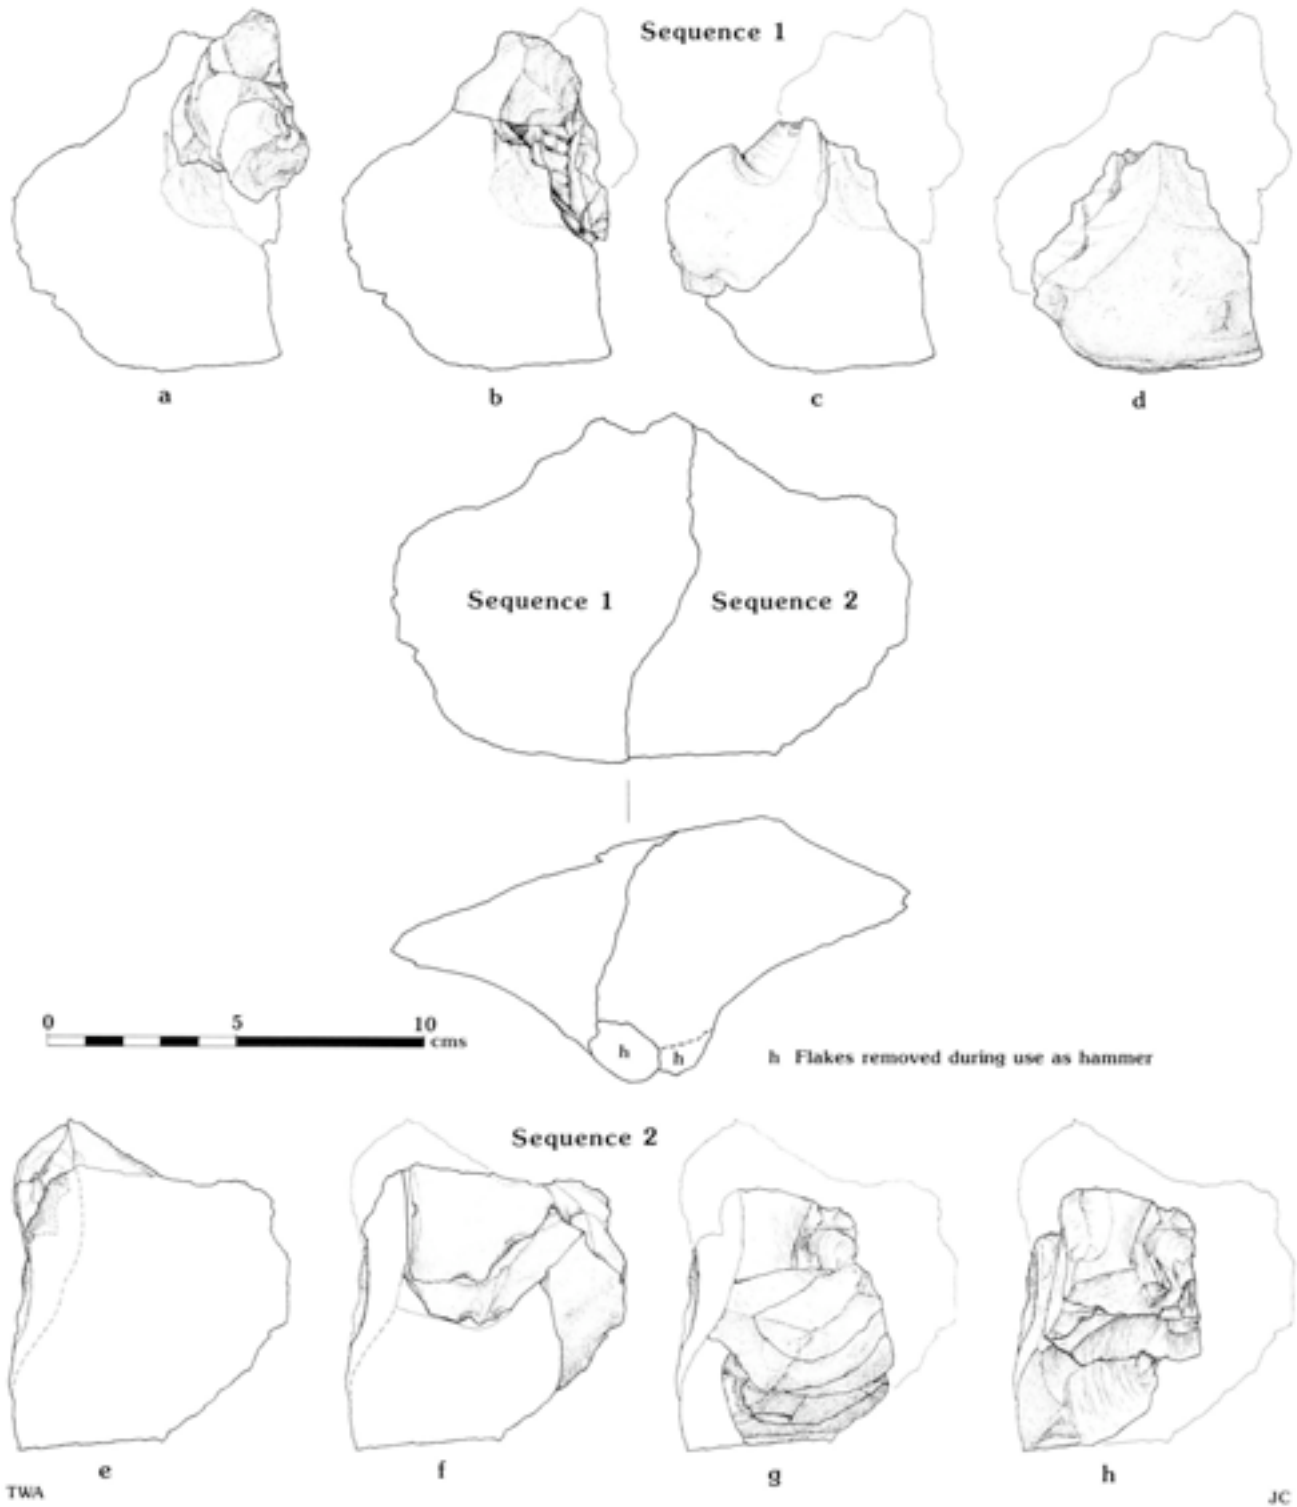 Sequence 1
a b c d
Sequence 1 Sequence 2
0 5 10
cms
h h h Flakes removed during use as hammer
Sequence 2
e f g h
TWA JC